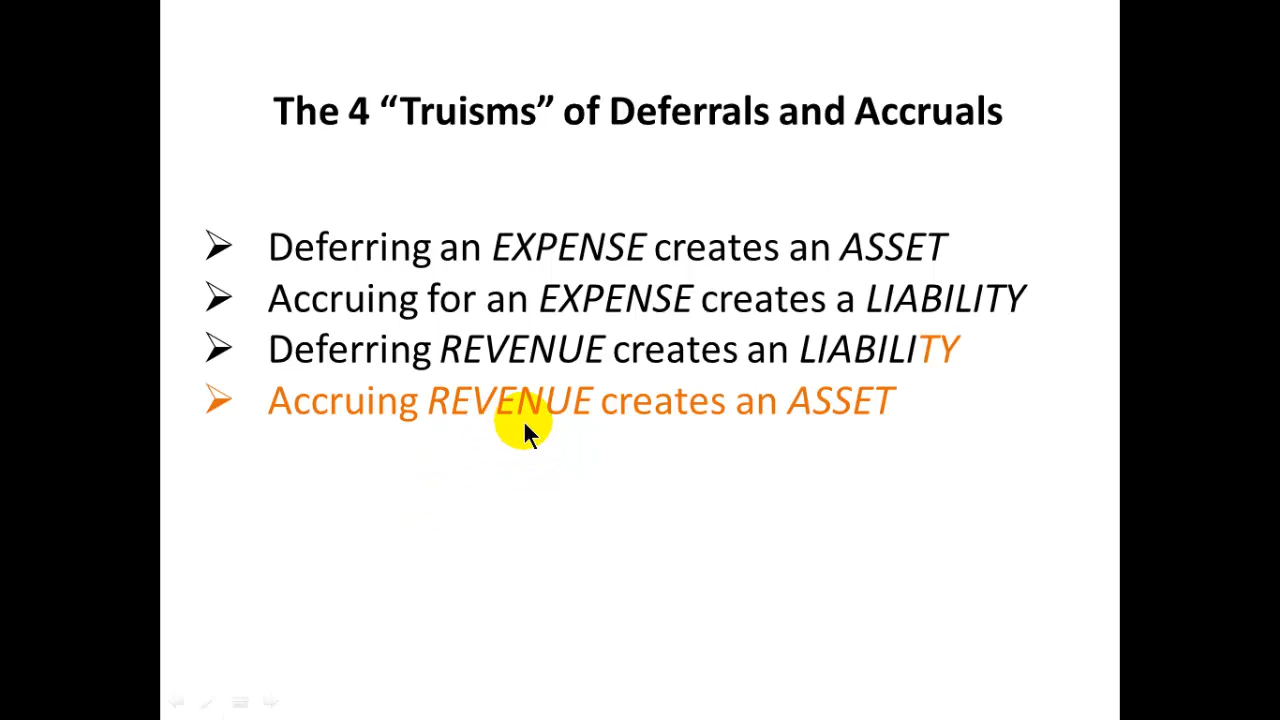 The 4 “Truisms” of Deferrals and Accruals
➢ Deferring an EXPENSE creates an ASSET
➢ Accruing for an EXPENSE creates a LIABILITY
➢ Deferring REVENUE creates an LIABILITY
➢ Accruing REVENUE creates an ASSET